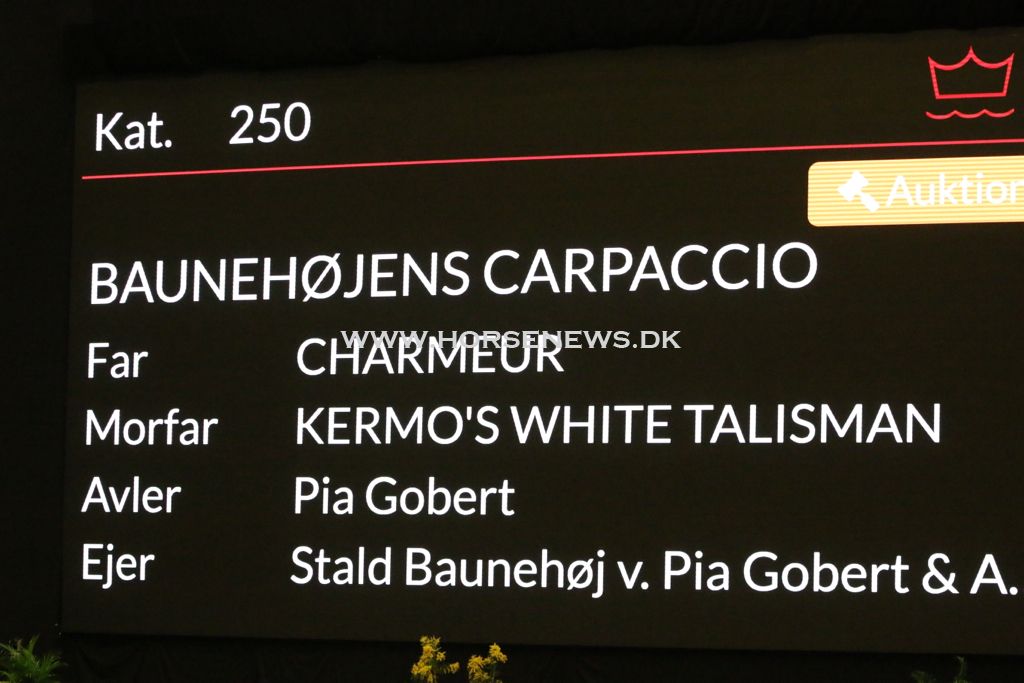 Kat. 250
Auktion
BAUNEHØJENS CARPACCIO
WWW.HORSENEWS.DK
Far CHARMEUR
Morfar KERMO'S WHITE TALISMAN
Avler Pia Gobert
Ejer Stald Baunehøj v. Pia Gobert & A.